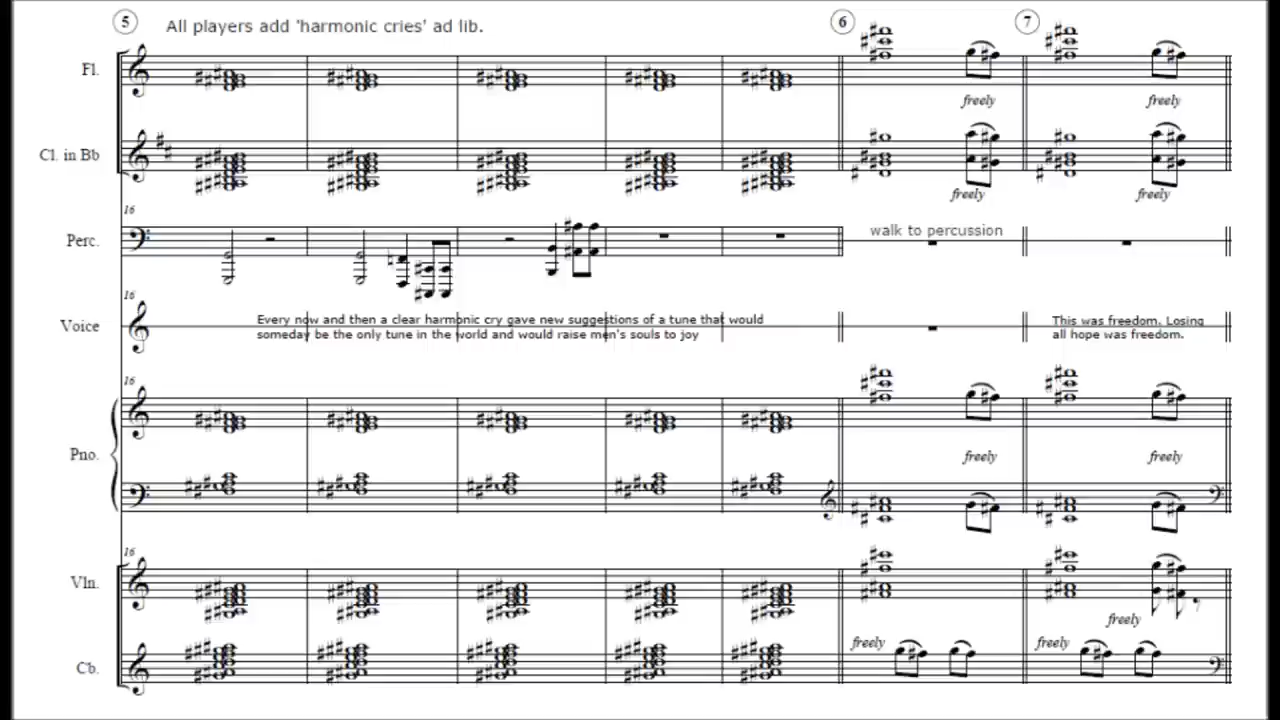 5 All players add 'harmonic cries' ad lib. 6 7
Fl.
freely freely
Cl. in Bb
freely freely
16
Perc. walk to percussion
16
Voice Every now and then a clear harmonic cry gave new suggestions of a tune that would
someday be the only tune in the world and would raise men's souls to joy
This was freedom. Losing
all hope was freedom.
16
Pno. freely freely
16
Vln.
freely
freely freely
Cb.